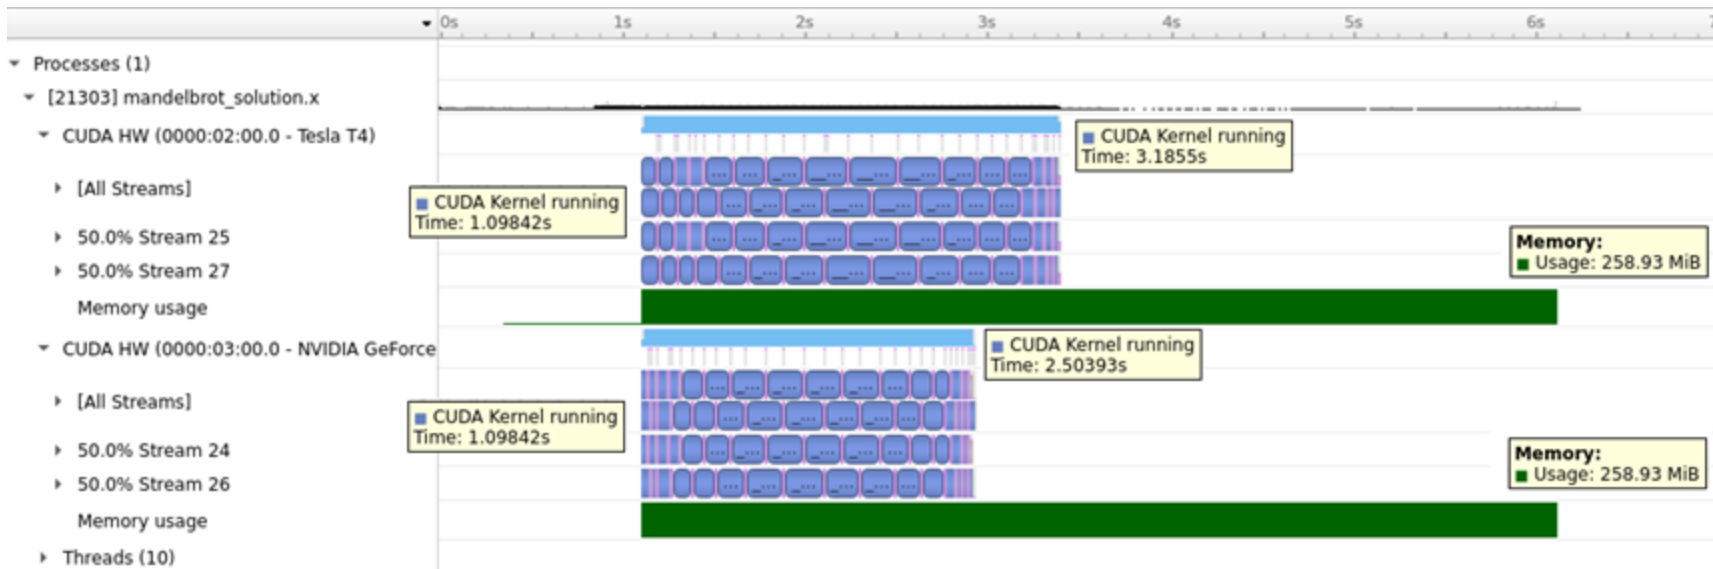 0s 1s 2s 3s 4s 5s 6s 7
Processes (1)
[21303] mandelbrot_solution.x
CUDA HW (0000:02:00.0 - Tesla T4)
CUDA Kernel running
Time: 3.1855s
[All Streams]
CUDA Kernel running
Time: 1.09842s
50.0% Stream 25
Memory:
Usage: 258.93 MiB
50.0% Stream 27
Memory usage
CUDA HW (0000:03:00.0 - NVIDIA GeForce
CUDA Kernel running
Time: 2.50393s
[All Streams]
CUDA Kernel running
Time: 1.09842s
50.0% Stream 24
Memory:
Usage: 258.93 MiB
50.0% Stream 26
Memory usage
Threads (10)